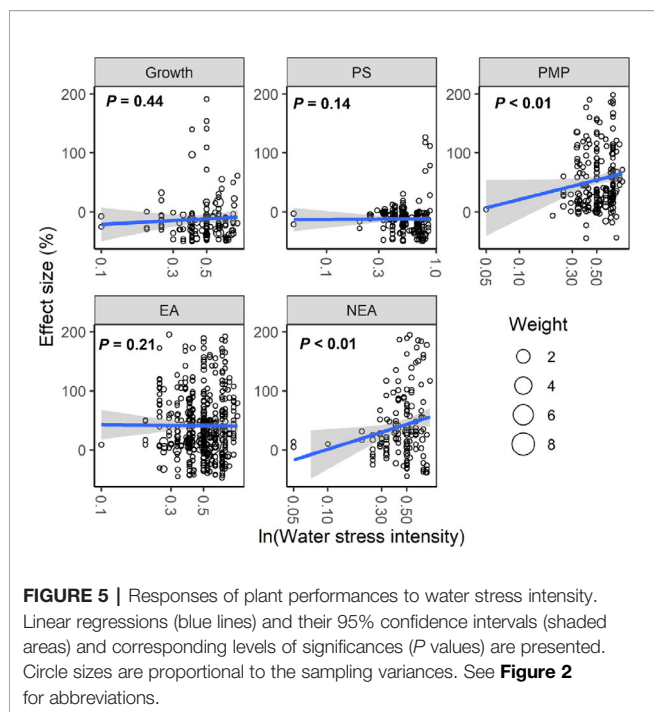 Growth
PS
PMP
P = 0.44
P = 0.14
P < 0.01
200
100
0
200
100
0
200
100
0
0.1
0.3
0.5
0.1
0.3
1.0
0.05
0.10
0.30
0.50
Effect size (%)
EA
NEA
P = 0.21
P < 0.01
200
100
0
200
100
0
0.1
0.3
0.5
0.05
0.10
0.30
0.50
ln(Water stress intensity)
Weight
2
4
6
8
FIGURE 5 | Responses of plant performances to water stress intensity.
Linear regressions (blue lines) and their 95% confidence intervals (shaded
areas) and corresponding levels of significances (P values) are presented.
Circle sizes are proportional to the sampling variances. See Figure 2
for abbreviations.